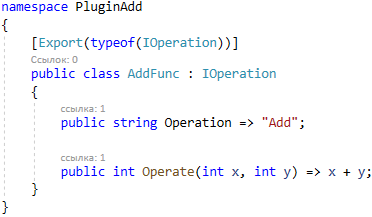 namespace PluginAdd
{
[Export(typeof(IOperation))]
Ссылок: 0
public class AddFunc : IOperation
{
ссылка: 1
public string Operation => "Add";
ссылка: 1
public int Operate(int x, int y) => x + y;
}
}